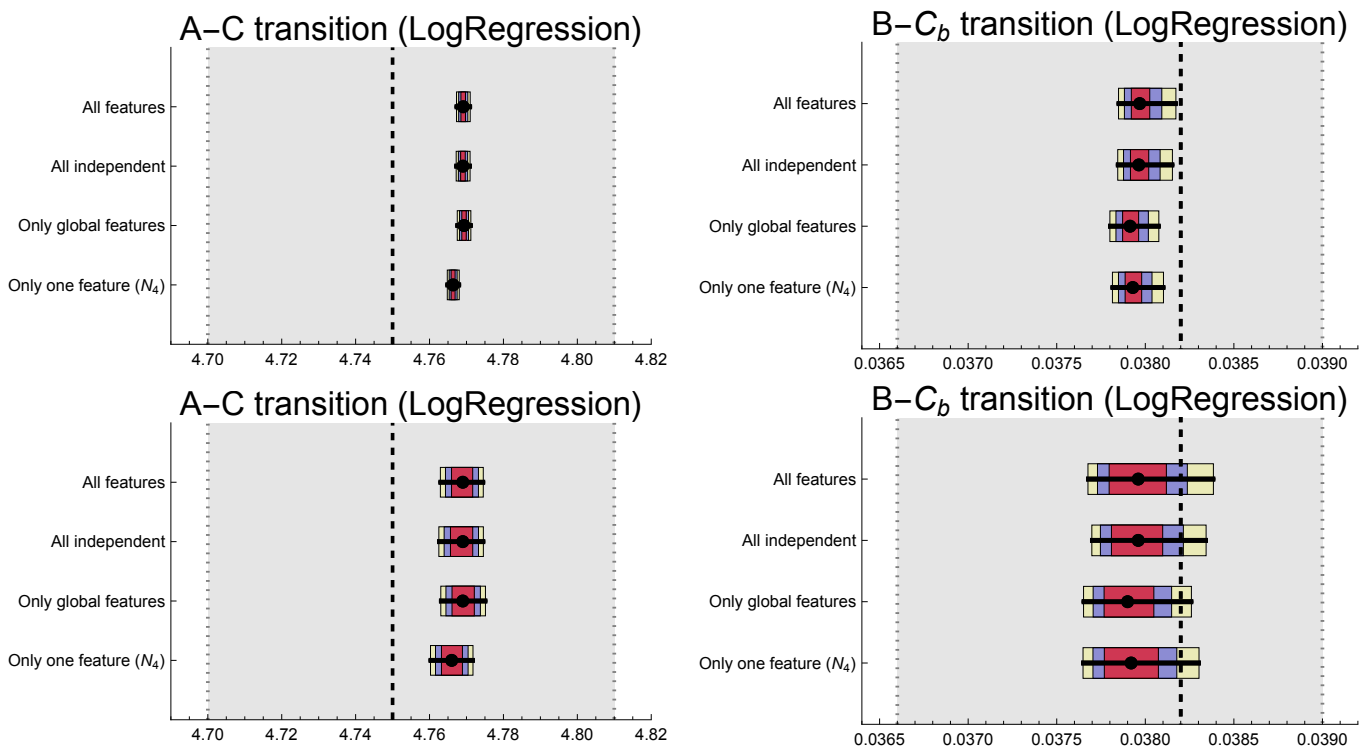 A–C transition (LogRegression)
All features
All independent
Only global features
Only one feature (N₄)
4.70 4.72 4.74 4.76 4.78 4.80 4.82
B–C_b transition (LogRegression)
All features
All independent
Only global features
Only one feature (N₄)
0.0365 0.0370 0.0375 0.0380 0.0385 0.0390
A–C transition (LogRegression)
All features
All independent
Only global features
Only one feature (N₄)
4.70 4.72 4.74 4.76 4.78 4.80 4.82
B–C_b transition (LogRegression)
All features
All independent
Only global features
Only one feature (N₄)
0.0365 0.0370 0.0375 0.0380 0.0385 0.0390